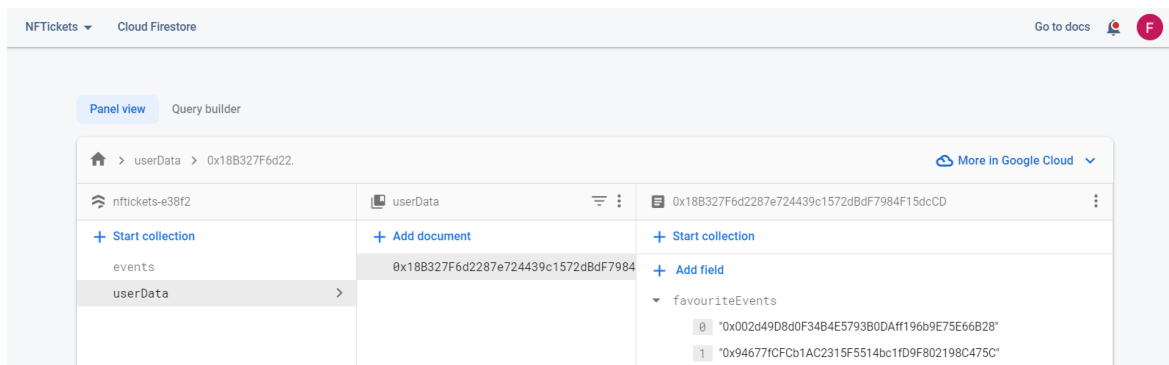 NFTickets Cloud Firestore Go to docs F
Panel view Query builder
userData > 0x18B327F6d22. More in Google Cloud
nftickets-e38f2 userData 0x18B327F6d2287e724439c1572dBdF7984F15dcCD
+ Start collection + Add document + Start collection
events 0x18B327F6d2287e724439c1572dBdF7984 + Add field
userData favouriteEvents
0 "0x002d49D8d0F34B4E5793B0DAff196b9E75E66B28"
1 "0x94677fCFCb1AC2315F5514bc1fD9F802198C475C"